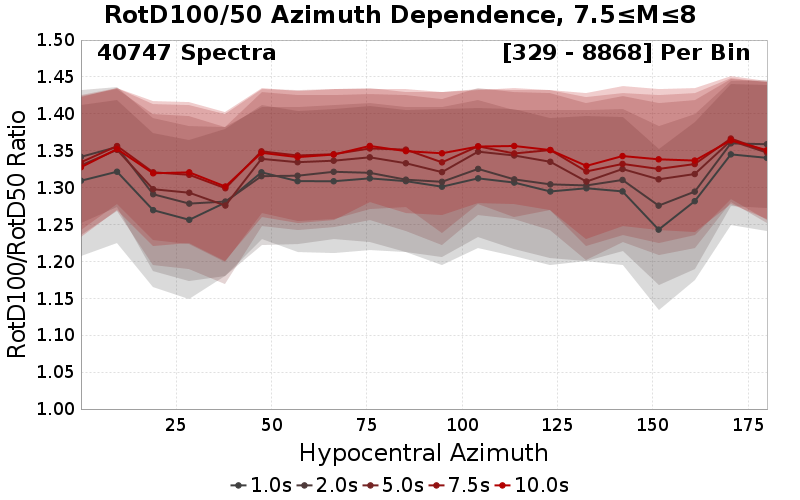 RotD100/50 Azimuth Dependence, 7.5≤M≤8
40747 Spectra
[329 - 8868] Per Bin
RotD100/RotD50 Ratio
1.50
1.45
1.40
1.35
1.30
1.25
1.20
1.15
1.10
1.05
1.00
25 50 75 100 125 150 175
Hypocentral Azimuth
1.0s 2.0s 5.0s 7.5s 10.0s